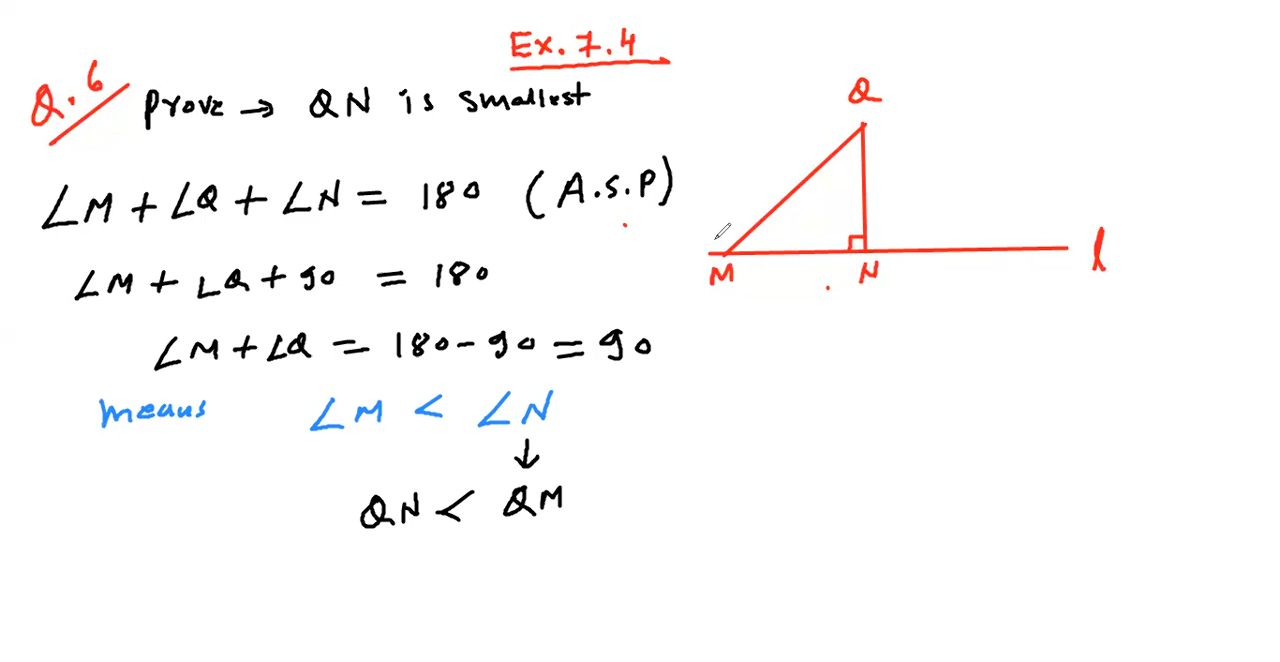 Ex. 7.4
Q.6 Prove → QN is smallest
∠M + ∠Q + ∠N = 180 (A.S.P)
∠M + ∠Q + 90 = 180
∠M + ∠Q = 180 - 90 = 90
means ∠M < ∠N
↓
QN < QM
Q
M N l